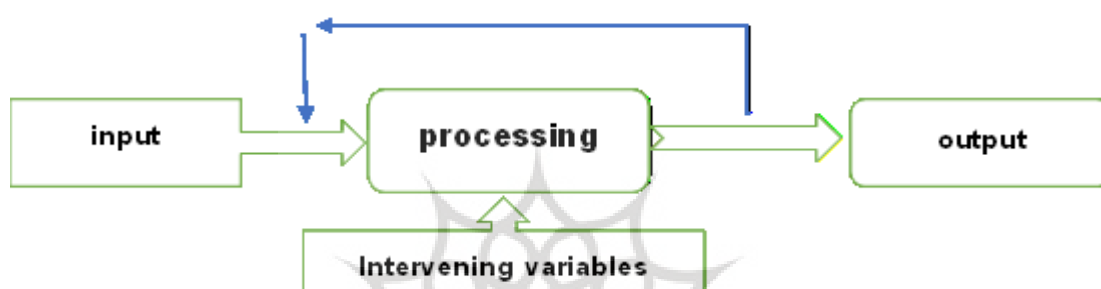 input
processing
output
Intervening variables